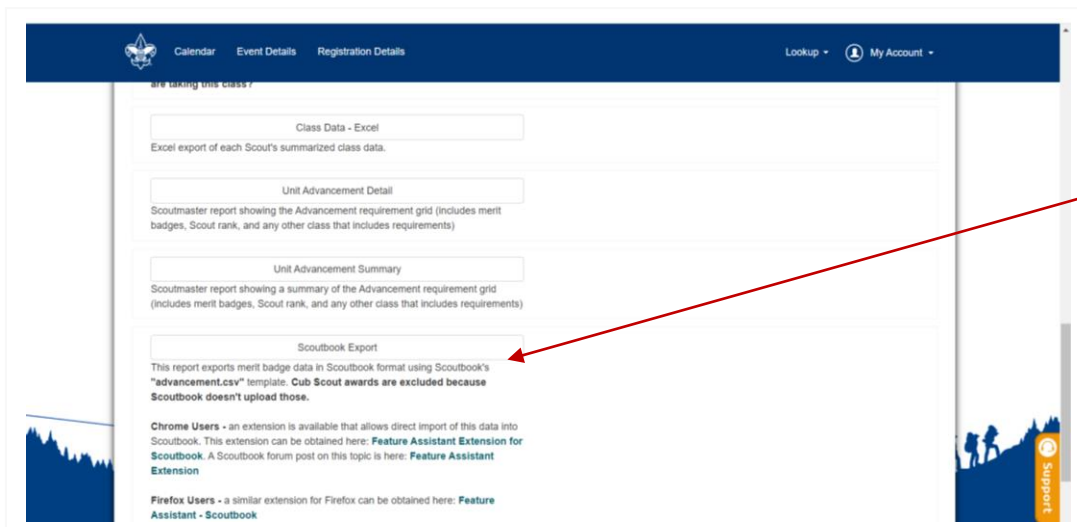 Calendar Event Details Registration Details Lookup My Account
are taking this class?
Class Data - Excel
Excel export of each Scout's summarized class data.
Unit Advancement Detail
Scoutmaster report showing the Advancement requirement grid (includes merit
badges, Scout rank, and any other class that includes requirements)
Unit Advancement Summary
Scoutmaster report showing a summary of the Advancement requirement grid
(includes merit badges, Scout rank, and any other class that includes requirements)
Scoutbook Export
This report exports merit badge data in Scoutbook format using Scoutbook's
"advancement.csv" template. Cub Scout awards are excluded because
Scoutbook doesn't upload those.
Chrome Users - an extension is available that allows direct import of this data into
Scoutbook. This extension can be obtained here: Feature Assistant Extension for
Scoutbook. A Scoutbook forum post on this topic is here: Feature Assistant
Extension
Firefox Users - a similar extension for Firefox can be obtained here: Feature
Assistant - Scoutbook
Support